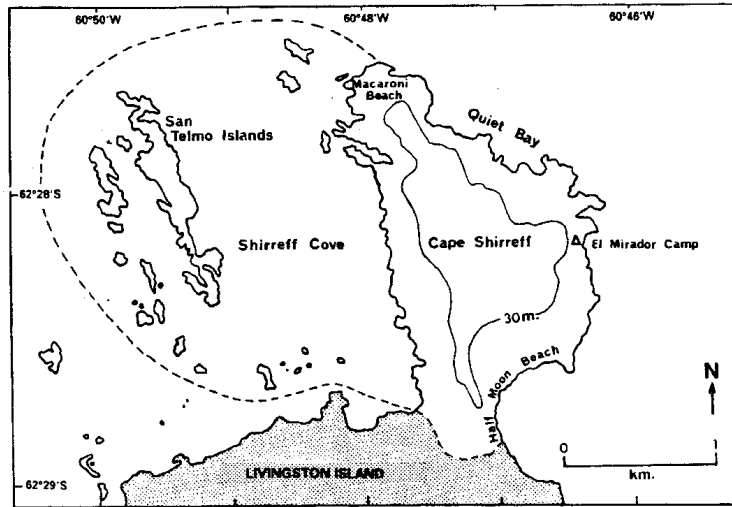 60°50'W
60°48'W
60°46'W
Macaroni
Beach
San
Telmo Islands
Quiet Bay
62°28'S
Shirreff Cove
Cape Shirreff
El Mirador Camp
30m.
Half Moon Beach
N
0 1
km.
LIVINGSTON ISLAND
62°29'S